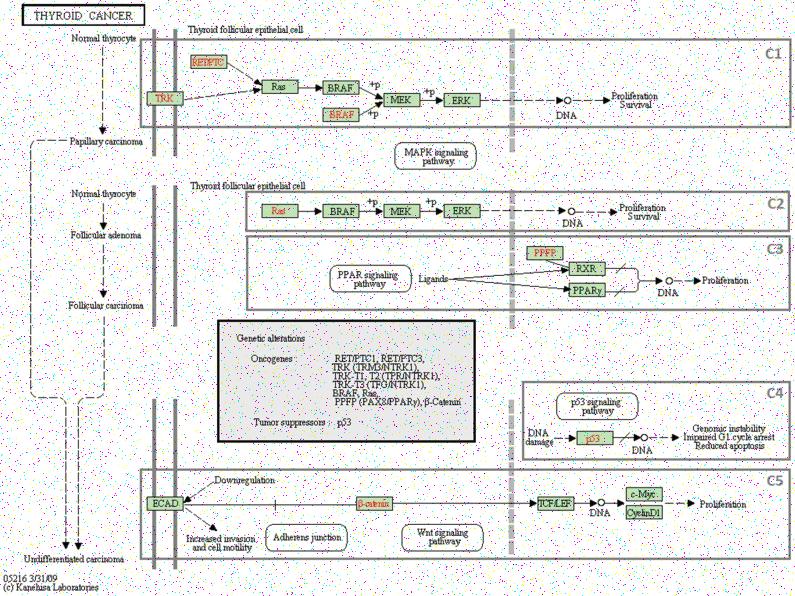 THYROID CANCER
Normal thyrocyte
Thyroid follicular epithelial cell
C1
RET/PTC
TRK
Ras
BRAF
+p
BRAF
+p
MEK
+p
ERK
DNA
Proliferation
Survival
Papillary carcinoma
MAPK signaling
pathway
Normal thyrocyte
Thyroid follicular epithelial cell
C2
Ras
BRAF
+p
MEK
+p
ERK
DNA
Proliferation
Survival
Follicular adenoma
C3
PPFP
PPAR signaling
pathway
Ligands
RXR
PPARγ
DNA
Proliferation
Follicular carcinoma
Genetic alterations
Oncogenes :
RET/PTC1, RET/PTC3,
TRK (TRM3/NTRK1),
TRK-T1, T2 (TPR/NTRK1),
TRK-T3 (TFG/NTRK1),
BRAF, Ras,
PPFP (PAX8/PPARγ), β-Catenin
Tumor suppressors : p53
C4
p53 signaling
pathway
DNA
damage
p53
DNA
Genomic instability
Impaired G1 cycle arrest
Reduced apoptosis
C5
Downregulation
ECAD
β-catenin
TCF/LEF
DNA
c-Myc
CyclinD1
Proliferation
Increased invasion
and cell motility
Adherens junction
Wnt signaling
pathway
Undifferentiated carcinoma
05216 3/31/09
(c) Kanehisa Laboratories